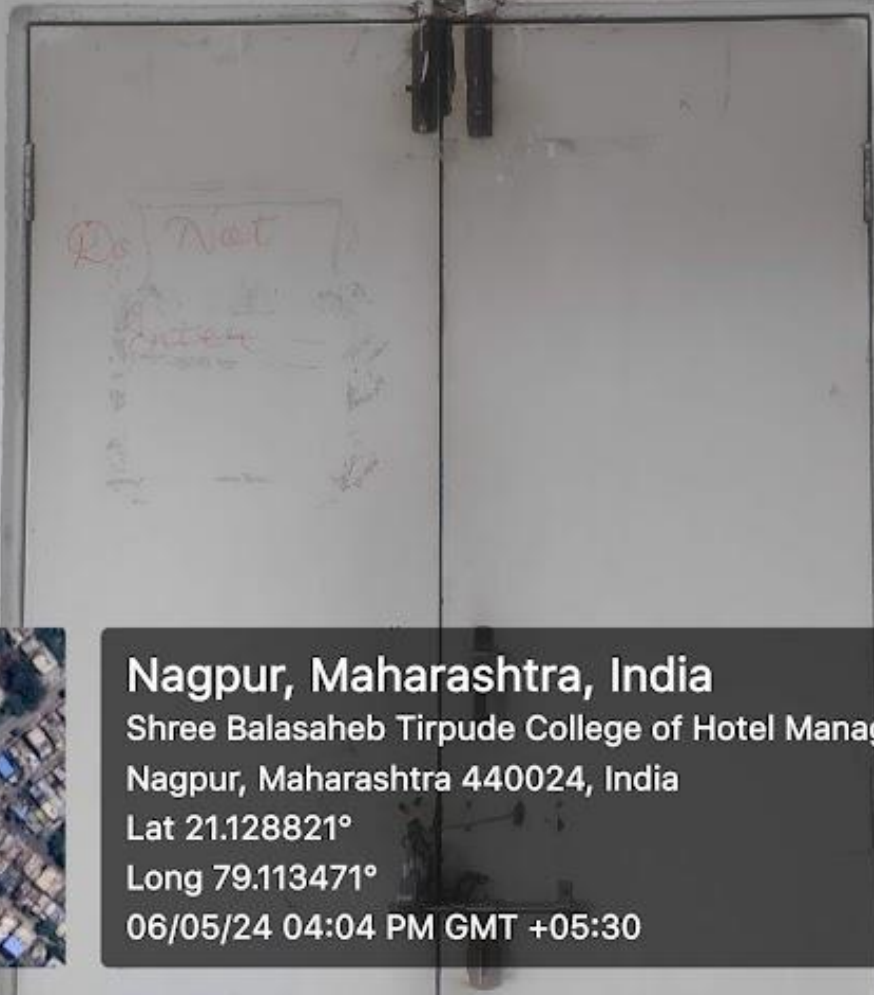 Do Not
Enter
Nagpur, Maharashtra, India
Shree Balasaheb Tirpude College of Hotel Manag
Nagpur, Maharashtra 440024, India
Lat 21.128821°
Long 79.113471°
06/05/24 04:04 PM GMT +05:30